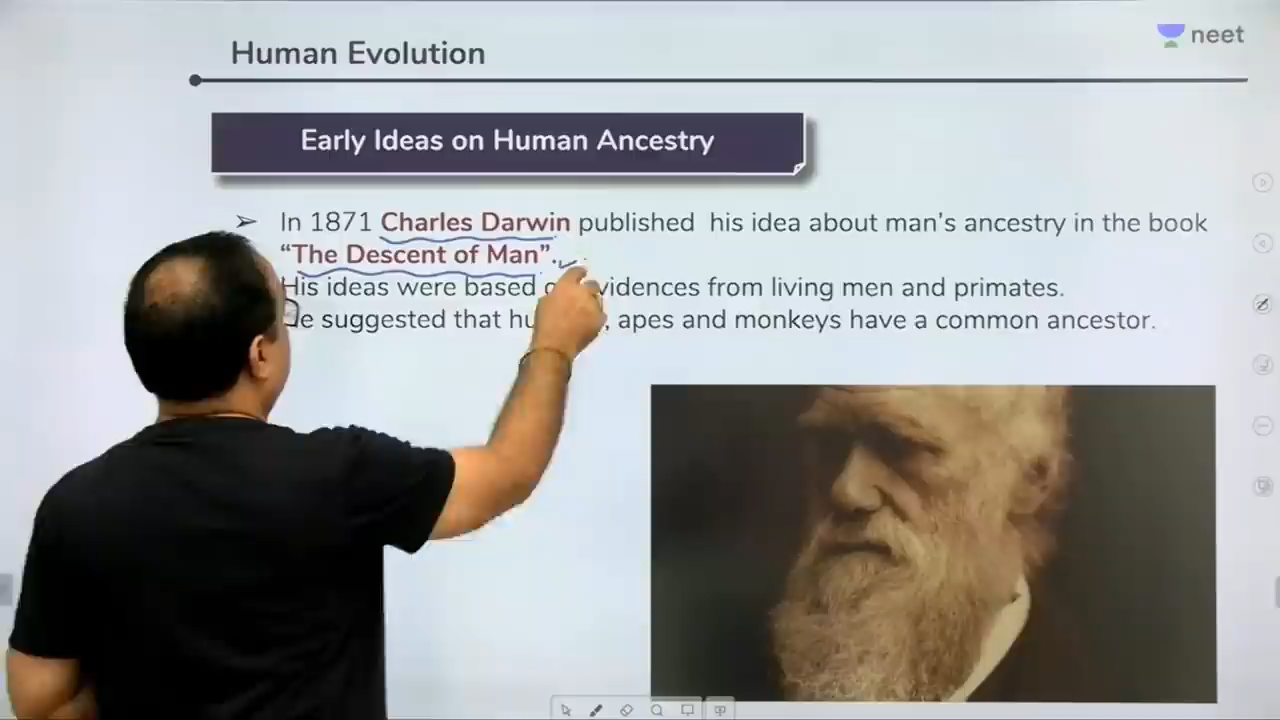 neet
Human Evolution
Early Ideas on Human Ancestry
In 1871 Charles Darwin published his idea about man's ancestry in the book
“The Descent of Man”.
His ideas were based from living men and primates.
suggested that apes and monkeys have a common ancestor.